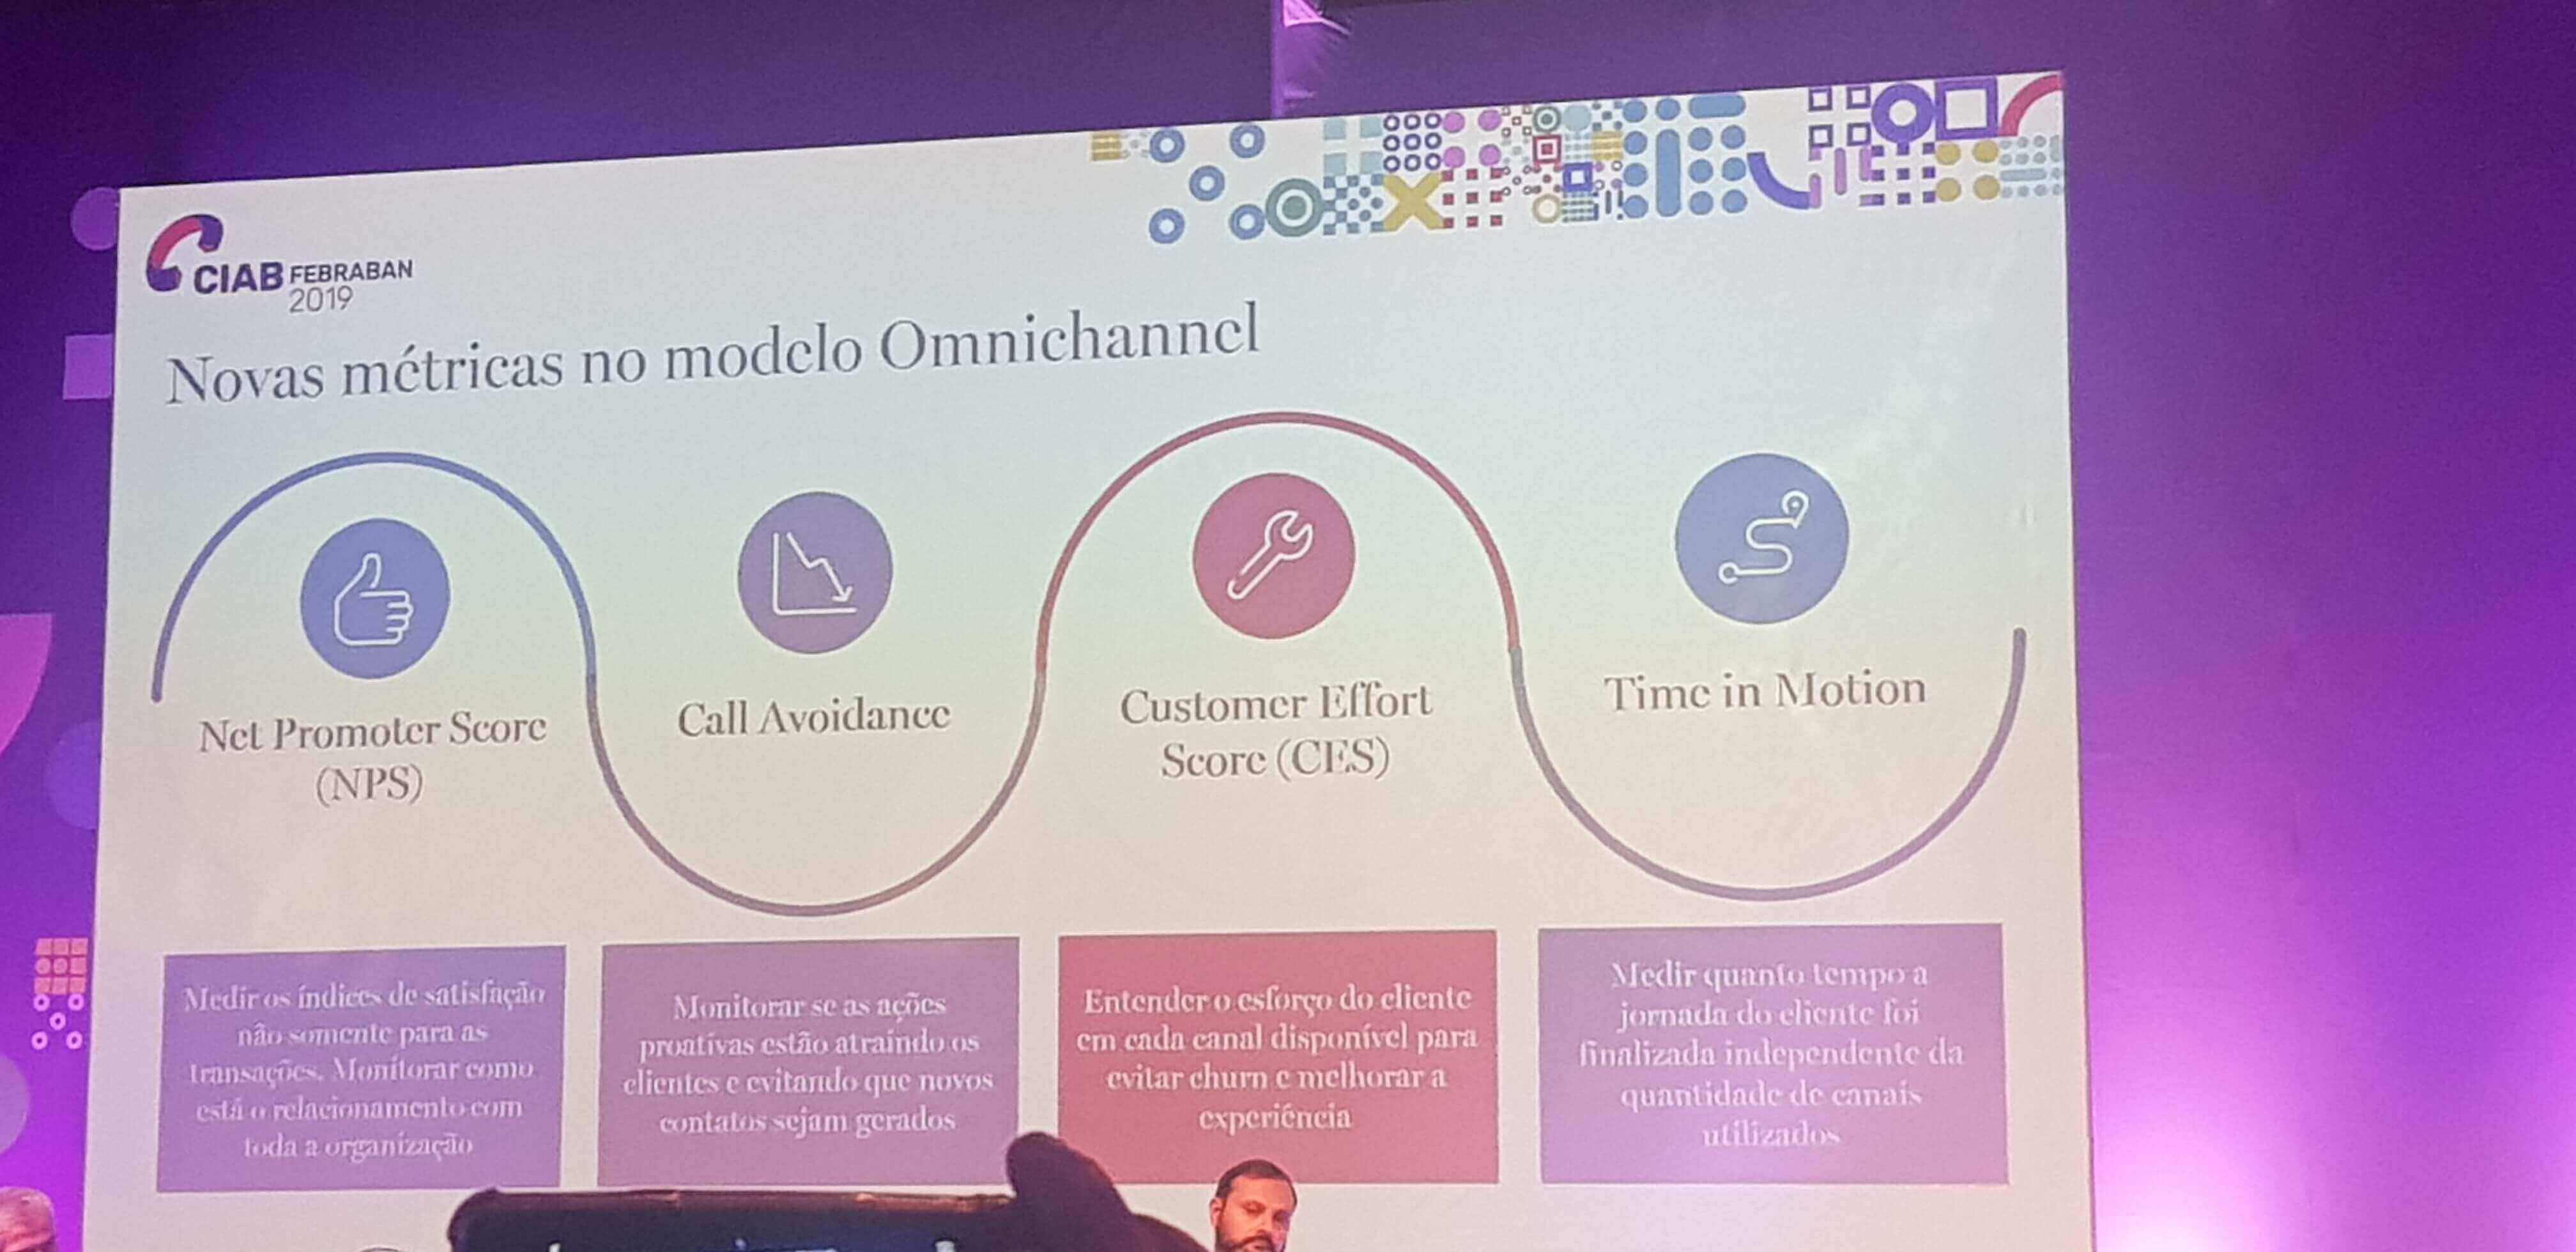 CIAB FEBRABAN
2019
Novas métricas no modelo Omnichannel
Net Promoter Score
(NPS)
Call Avoidance
Customer Effort
Score (CES)
Time in Motion
Medir os índices de satisfação
não somente para as
transações. Monitorar como
está o relacionamento com
toda a organização
Monitorar se as ações
proativas estão atraindo os
clientes e evitando que novos
contatos sejam gerados
Entender o esforço do cliente
em cada canal disponível para
evitar churn e melhorar a
experiência
Medir quanto tempo a
jornada do cliente foi
finalizada independente da
quantidade de canais
utilizados